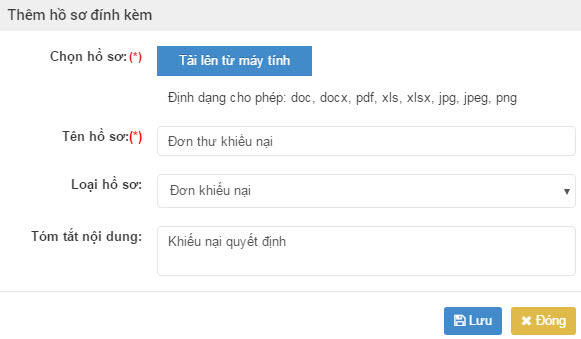 Thêm hồ sơ đính kèm
Chọn hồ sơ: (*)
Tải lên từ máy tính
Định dạng cho phép: doc, docx, pdf, xls, xlsx, jpg, jpeg, png
Tên hồ sơ:(*)
Đơn thư khiếu nại
Loại hồ sơ:
Đơn khiếu nại
Tóm tắt nội dung:
Khiếu nại quyết định
Lưu
Đóng